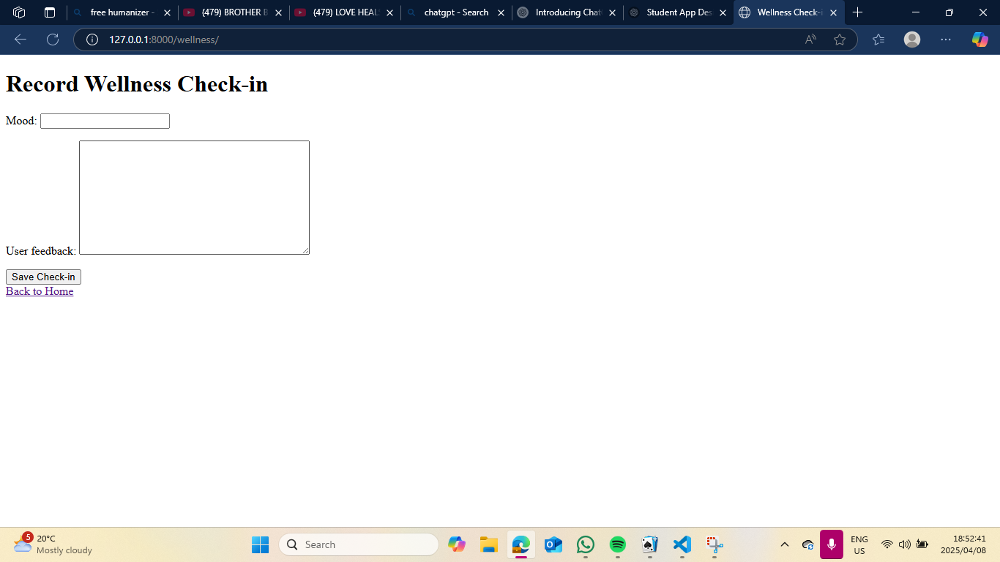 free humanizer -
(479) BROTHER B
(479) LOVE HEAL
chatgpt - Search
Introducing Chat
Student App Des
Wellness Check-i
127.0.0.1:8000/wellness/
Record Wellness Check-in
Mood:
User feedback:
Save Check-in
Back to Home
5
20°C
Mostly cloudy
Search
ENG
US
18:52:41
2025/04/08